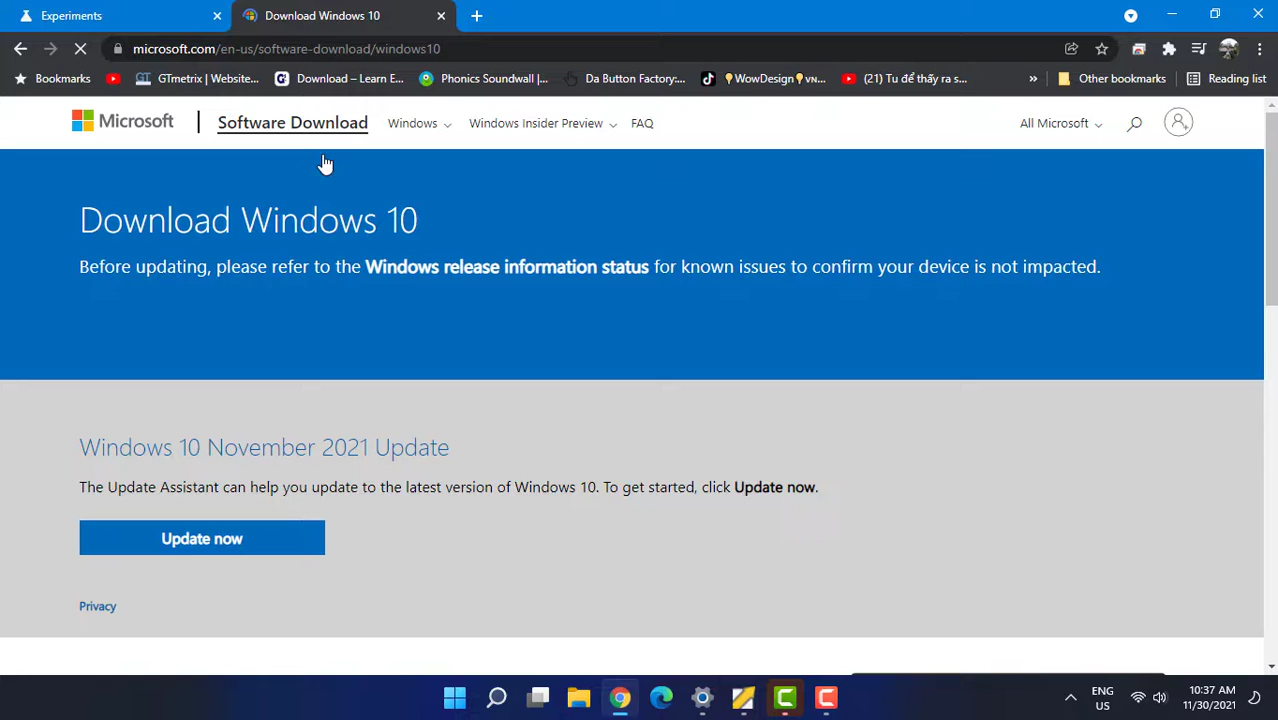 Experiments
Download Windows 10
microsoft.com/en-us/software-download/windows10
Bookmarks
GTmetrix | Website...
Download – Learn E...
Phonics Soundwall |...
Da Button Factory:...
WowDesign vn...
(21) Tu để thấy ra s...
»
Other bookmarks
Reading list
Microsoft
Software Download
Windows
Windows Insider Preview
FAQ
All Microsoft
Download Windows 10
Before updating, please refer to the Windows release information status for known issues to confirm your device is not impacted.
Windows 10 November 2021 Update
The Update Assistant can help you update to the latest version of Windows 10. To get started, click Update now.
Update now
Privacy
ENG
US
10:37 AM
11/30/2021